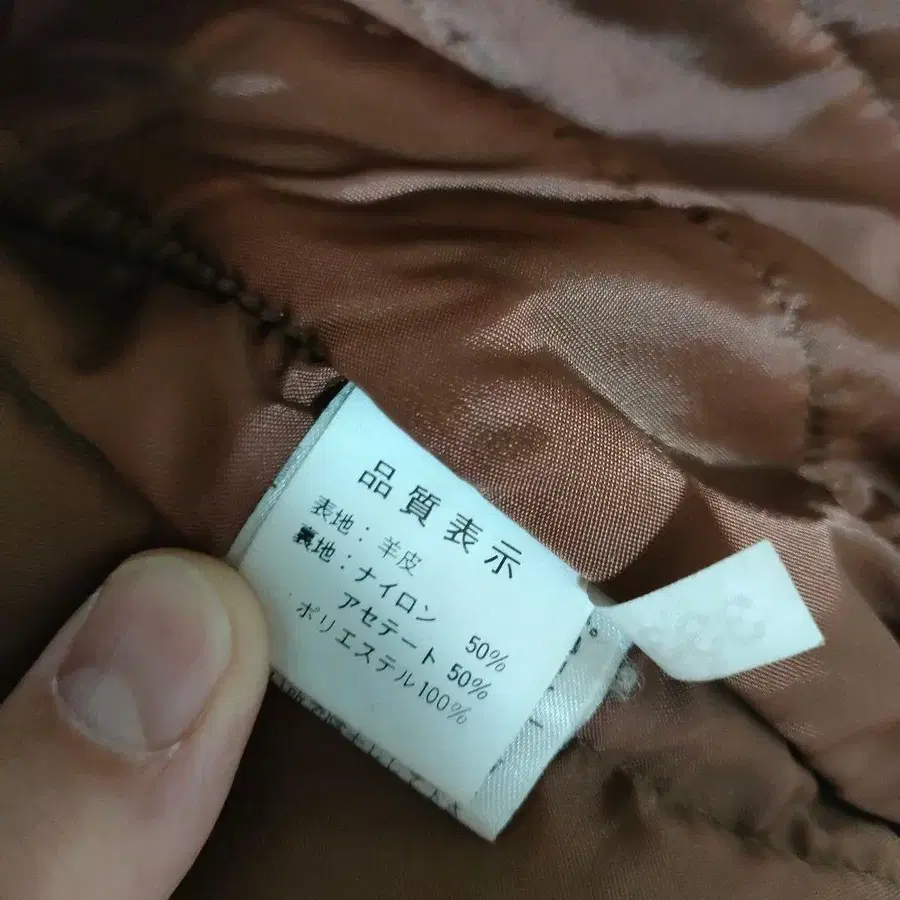 品質表示
表地：羊皮
裏地：ナイロン 50%
アセテート 50%
ポリエステル100%